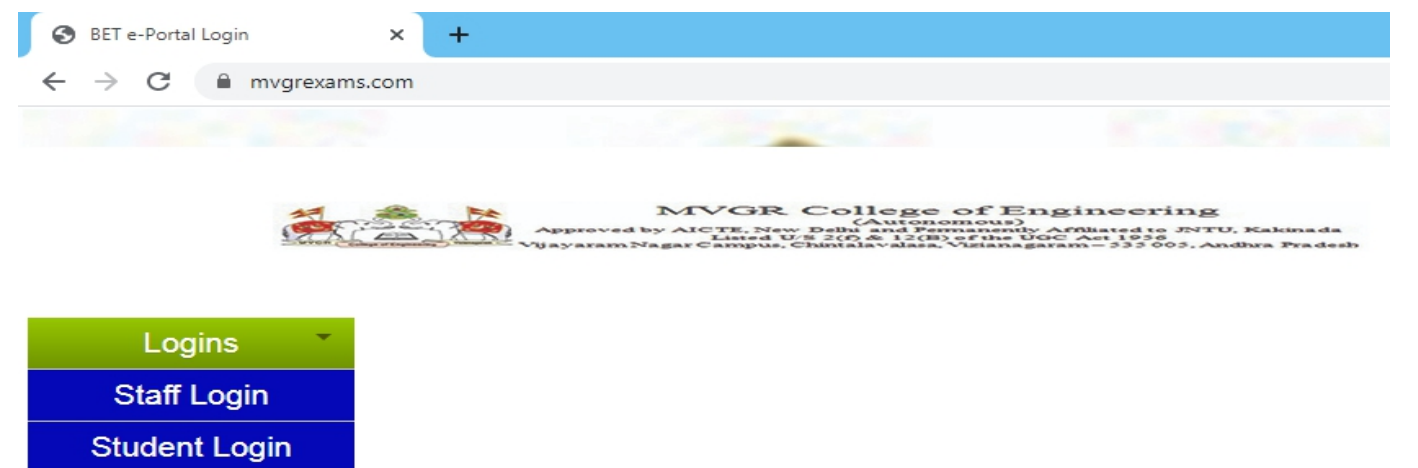 BET e-Portal Login
mvgrexams.com
MVGR College of Engineering
(Autonomous)
Approved by AICTE, New Delhi and Permanently Affiliated to JNTU, Kakinada
Listed U/S 2(f) & 12(B) of the UGC Act 1956
Vijayaram Nagar Campus, Chintalavalasa, Vizianagaram – 535 005, Andhra Pradesh
Logins
Staff Login
Student Login